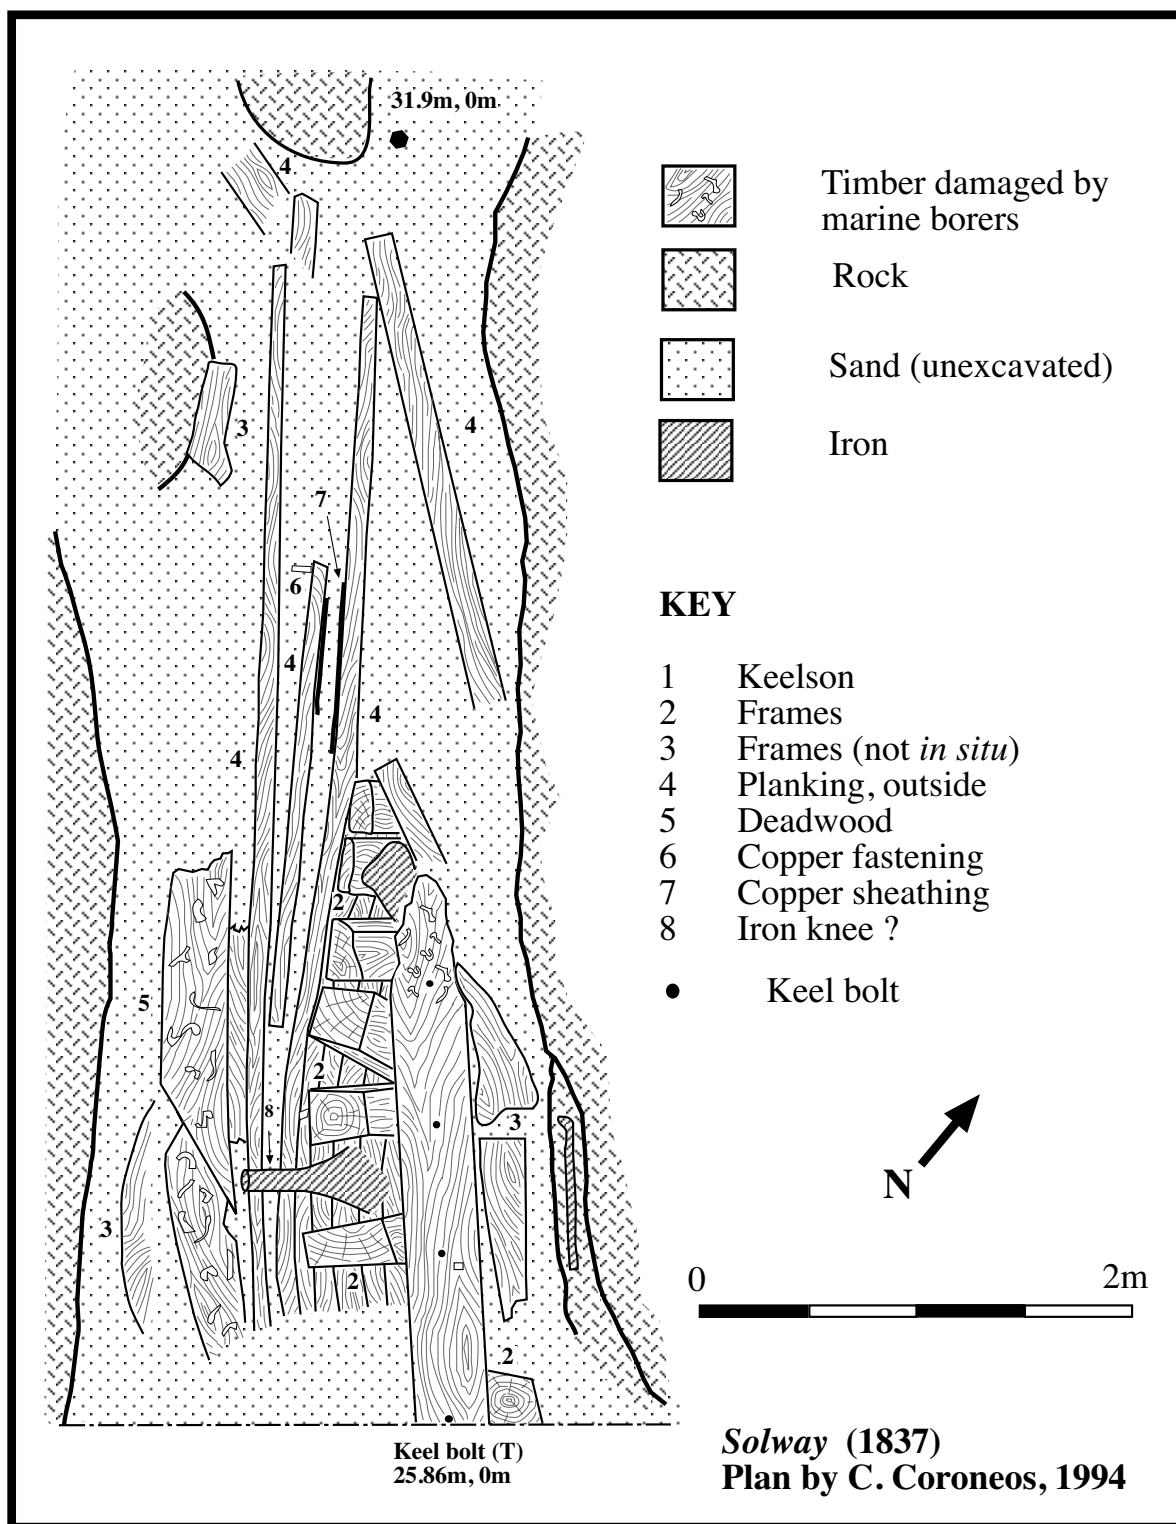 31.9m, 0m
4
3
4
7
6
4
4
4
2
5
2
8
3
3
2
2
Keel bolt (T)
25.86m, 0m
Timber damaged by
marine borers
Rock
Sand (unexcavated)
Iron
KEY
1 Keelson
2 Frames
3 Frames (not in situ)
4 Planking, outside
5 Deadwood
6 Copper fastening
7 Copper sheathing
8 Iron knee ?
Keel bolt
N
0 2m
Solway (1837)
Plan by C. Coroneos, 1994